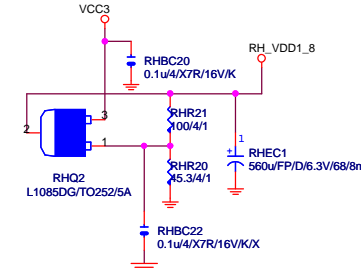 VCC3
RH_VDD1_8
RHBC20
0.1u/4/X7R/16V/K
3
2
1
RHR21
100/4/1
1
+
RHEC1
560u/FP/D/6.3V/68/8m
RHQ2
L1085DG/TO252/5A
RHR20
45.3/4/1
RHBC22
0.1u/4/X7R/16V/K/X